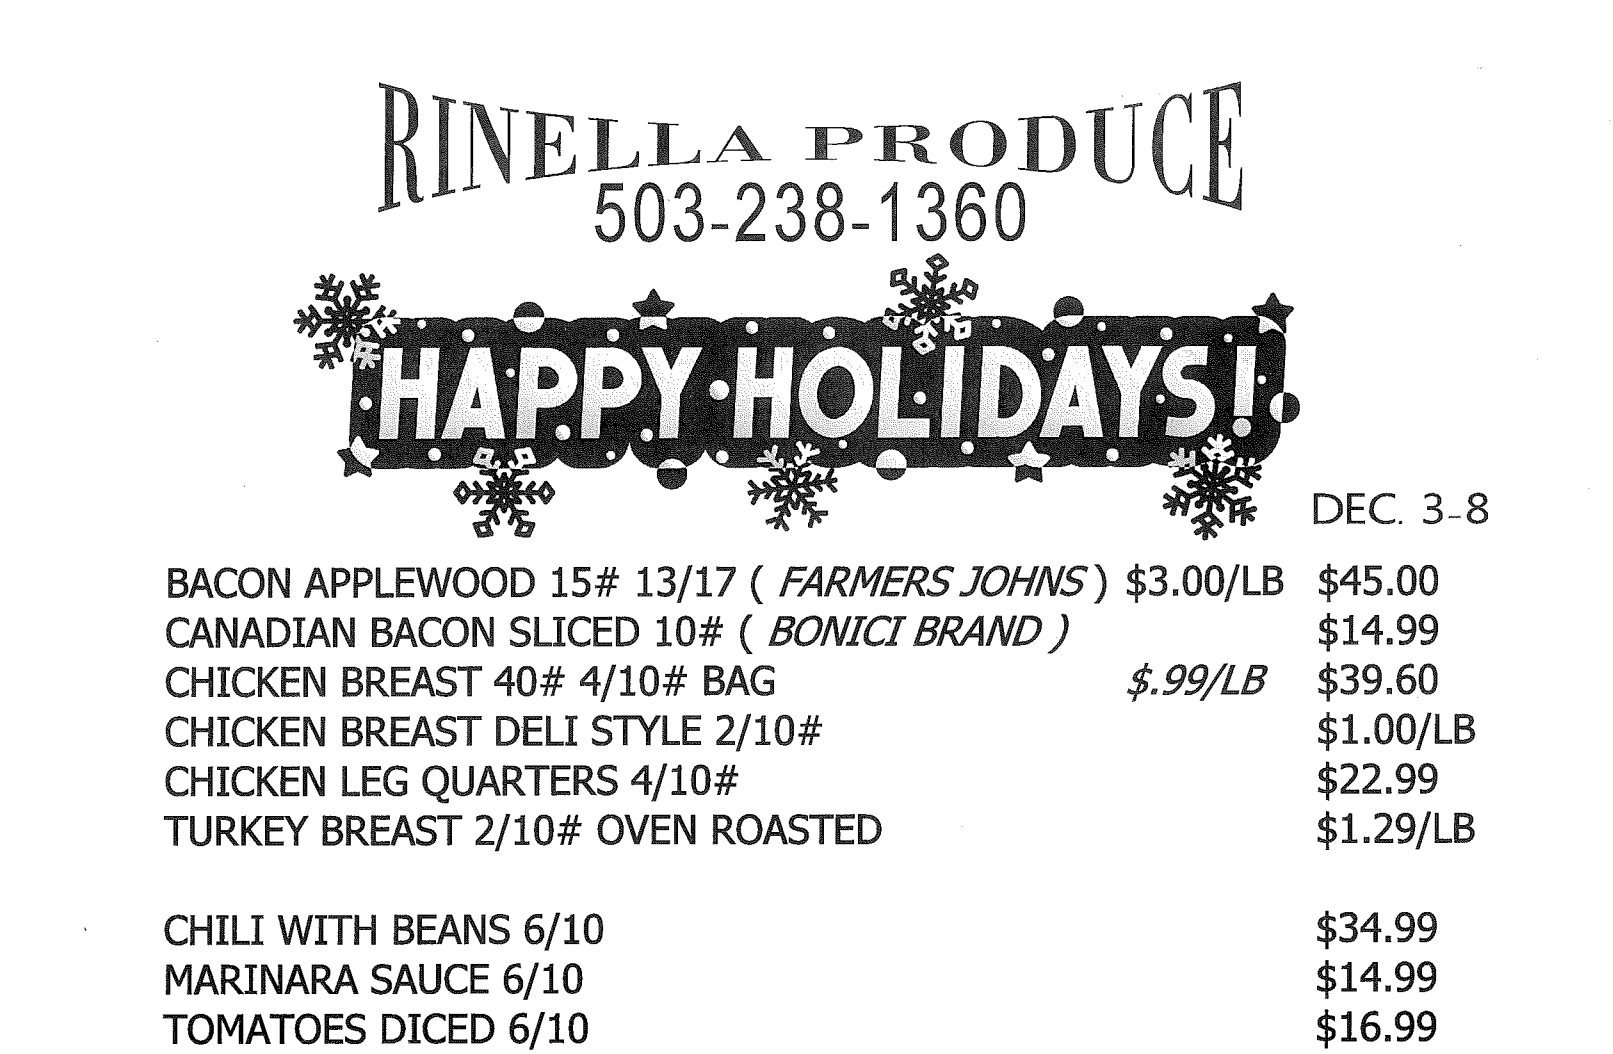 RINELLA PRODUCE
503-238-1360
HAPPY HOLIDAYS!
DEC. 3-8
BACON APPLEWOOD 15# 13/17 ( FARMERS JOHNS ) $3.00/LB $45.00
CANADIAN BACON SLICED 10# ( BONICI BRAND ) $14.99
CHICKEN BREAST 40# 4/10# BAG $.99/LB $39.60
CHICKEN BREAST DELI STYLE 2/10# $1.00/LB
CHICKEN LEG QUARTERS 4/10# $22.99
TURKEY BREAST 2/10# OVEN ROASTED $1.29/LB
CHILI WITH BEANS 6/10 $34.99
MARINARA SAUCE 6/10 $14.99
TOMATOES DICED 6/10 $16.99